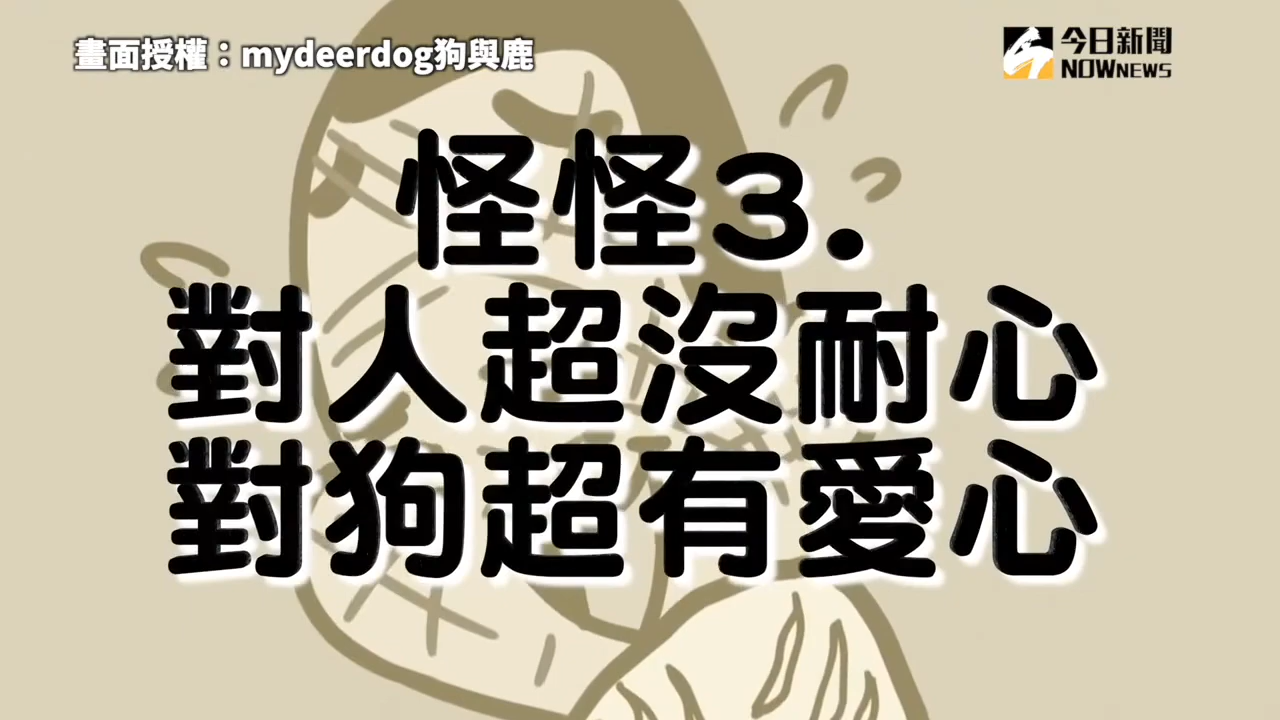 畫面授權：mydeerdog狗與鹿
今日新聞
NOWNEWS
怪怪3.
對人超沒耐心
對狗超有愛心